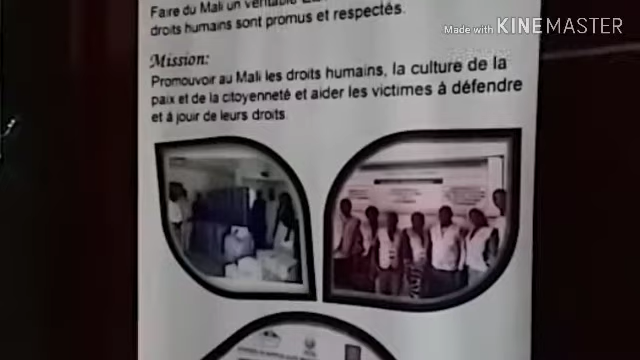 Faire du Mali un
droits humains sont promus et respectés.
Made with KINEMASTER
Mission:
Promouvoir au Mali les droits humains, la culture de la
paix et de la citoyenneté et aider les victimes à défendre
et à jouir de leurs droits